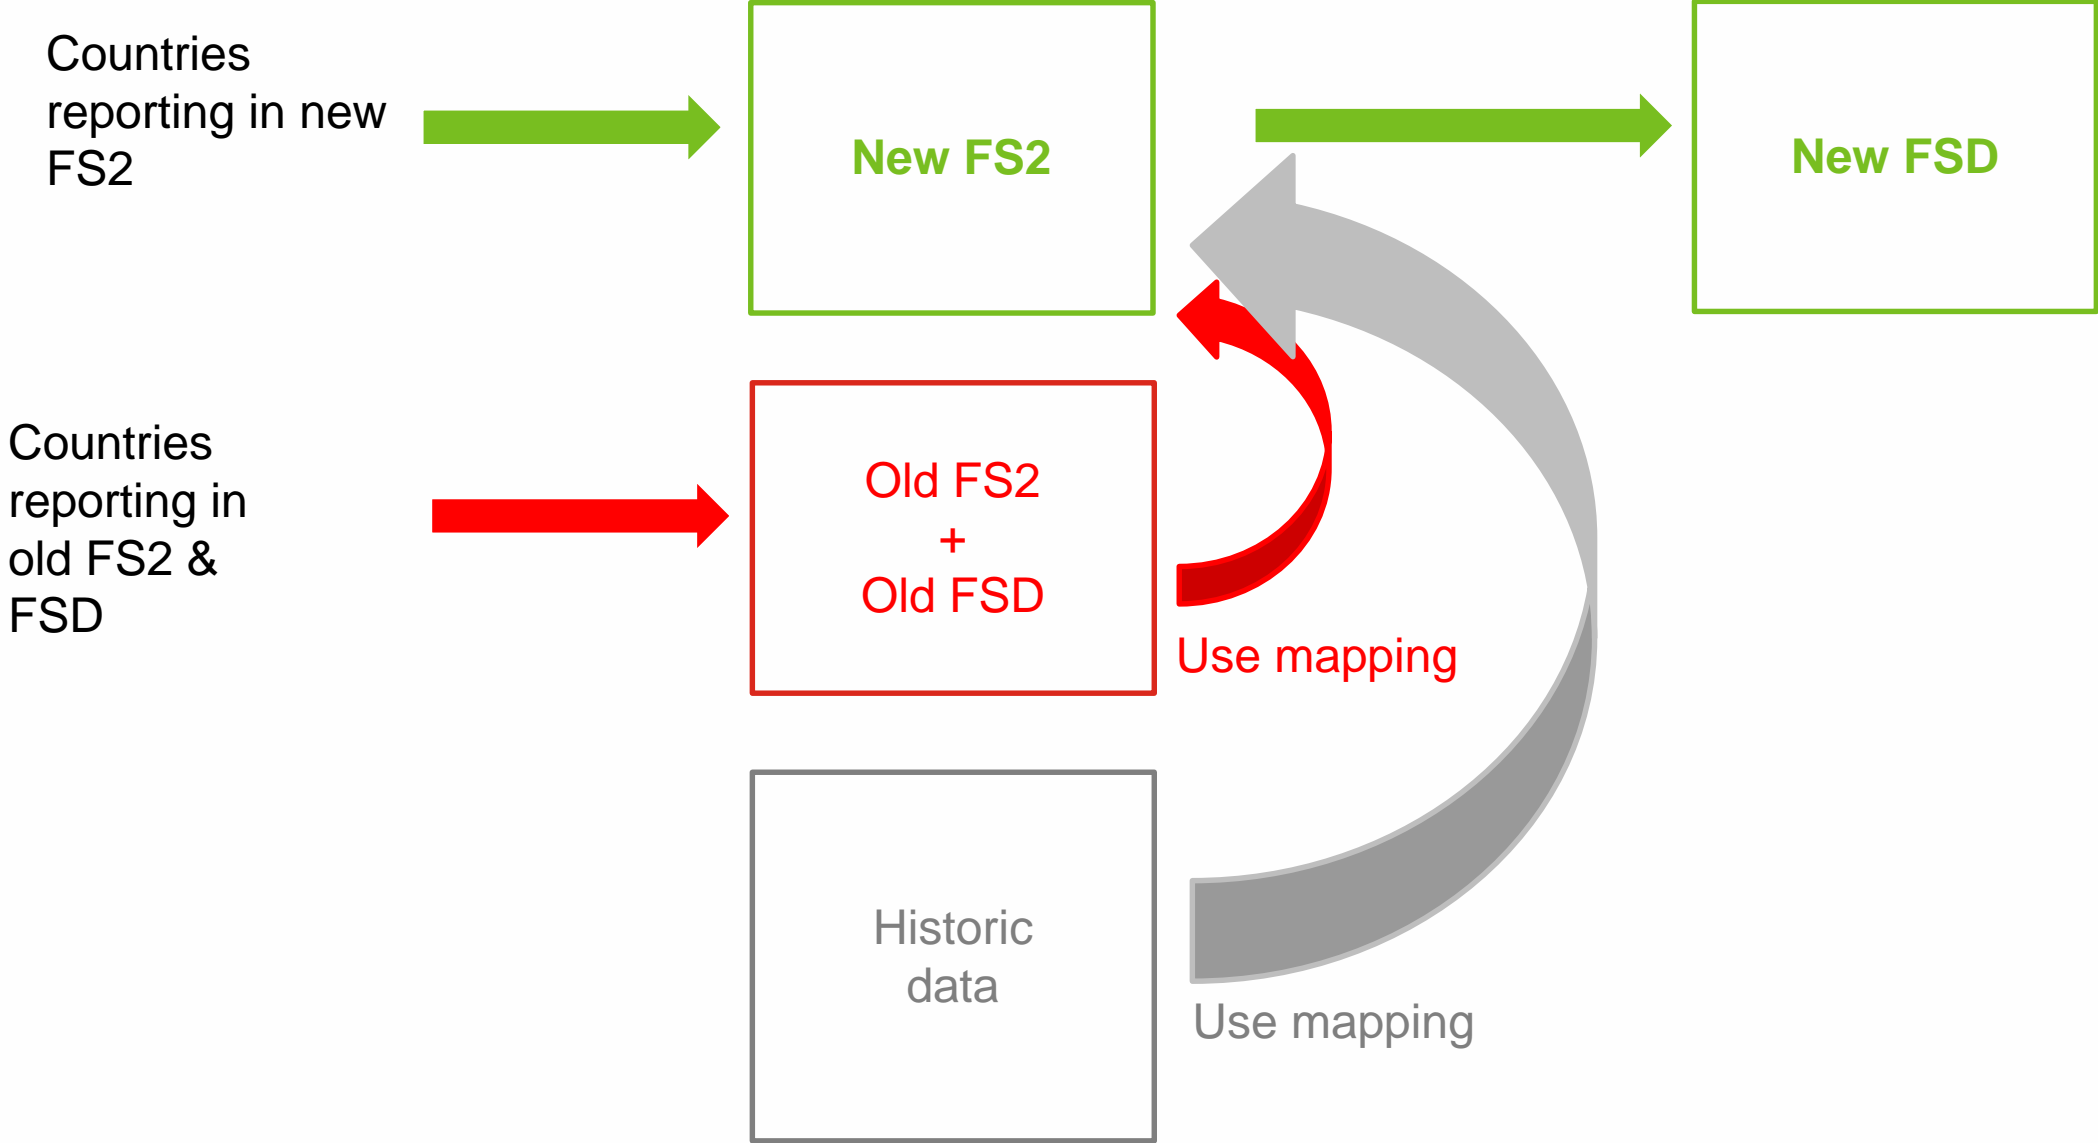 Countries
reporting in new
FS2
New FS2
New FSD
Countries
reporting in
old FS2 &
FSD
Old FS2
+
Old FSD
Use mapping
Historic
data
Use mapping